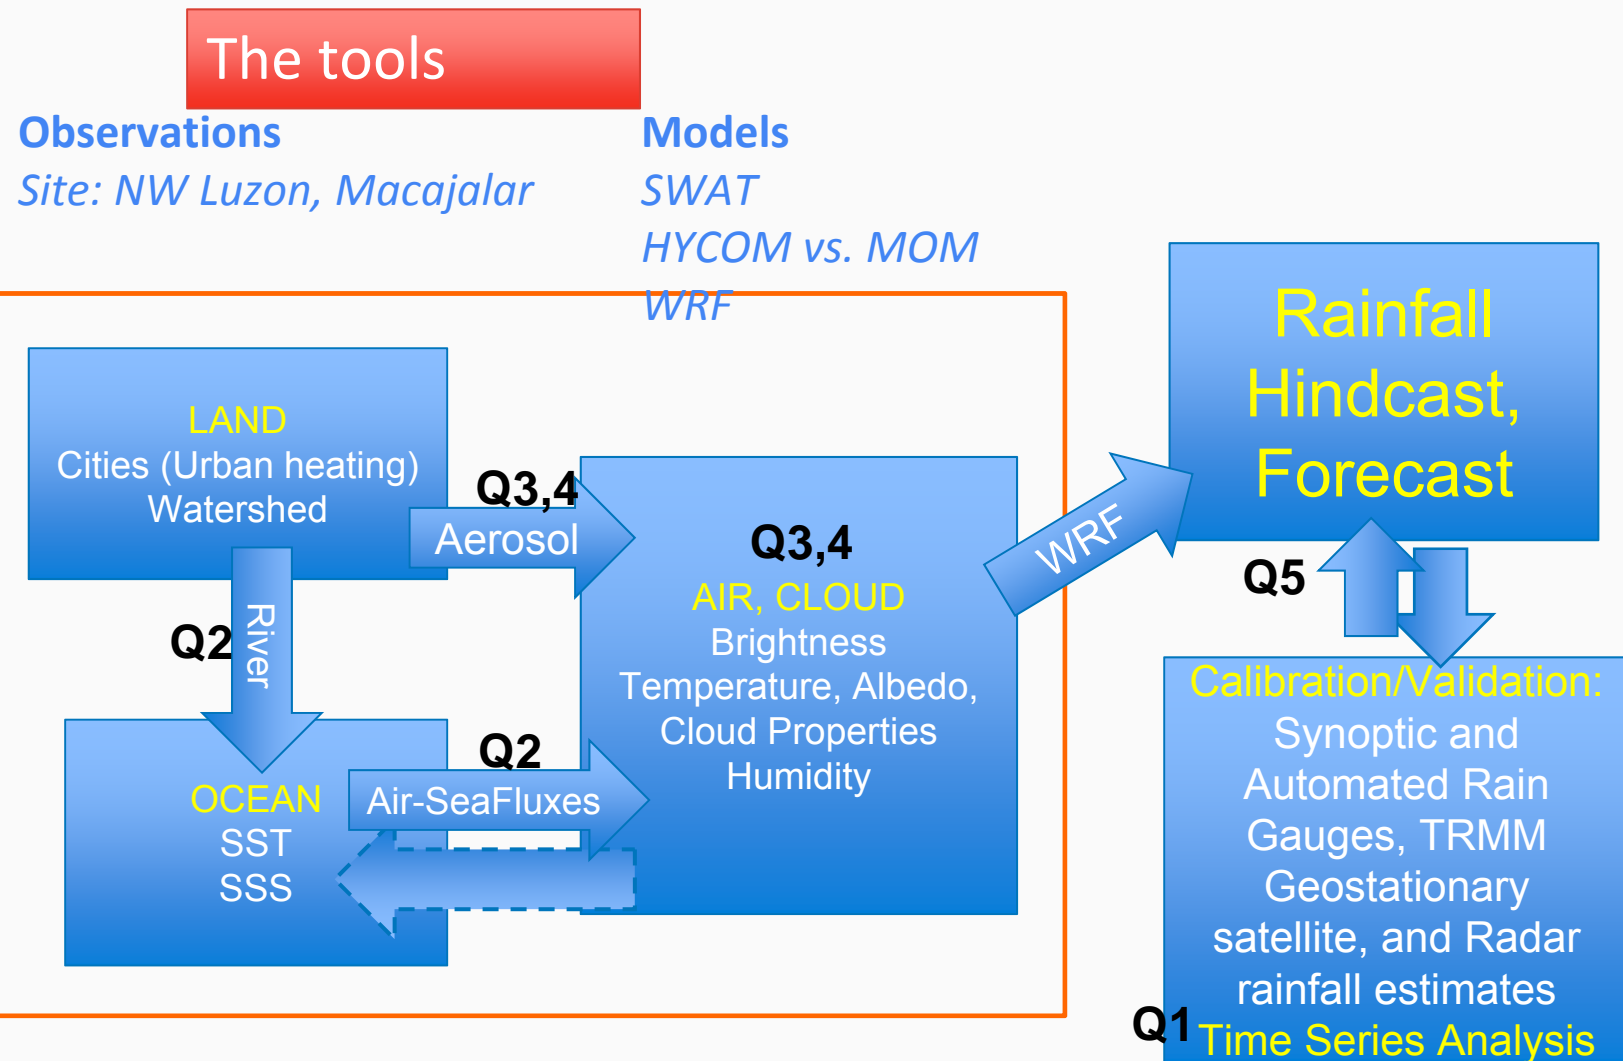 The tools
Observations
Site: NW Luzon, Macajalar
Models
SWAT
HYCOM vs. MOM
WRF
LAND
Cities (Urban heating)
Watershed
Q3,4
Aerosol
Q2
River
OCEAN
SST
SSS
Q2
Air-SeaFluxes
Q3,4
AIR, CLOUD
Brightness
Temperature, Albedo,
Cloud Properties
Humidity
WRF
Rainfall
Hindcast,
Forecast
Q5
Calibration/Validation:
Synoptic and
Automated Rain
Gauges, TRMM
Geostationary
satellite, and Radar
rainfall estimates
Q1
Time Series Analysis